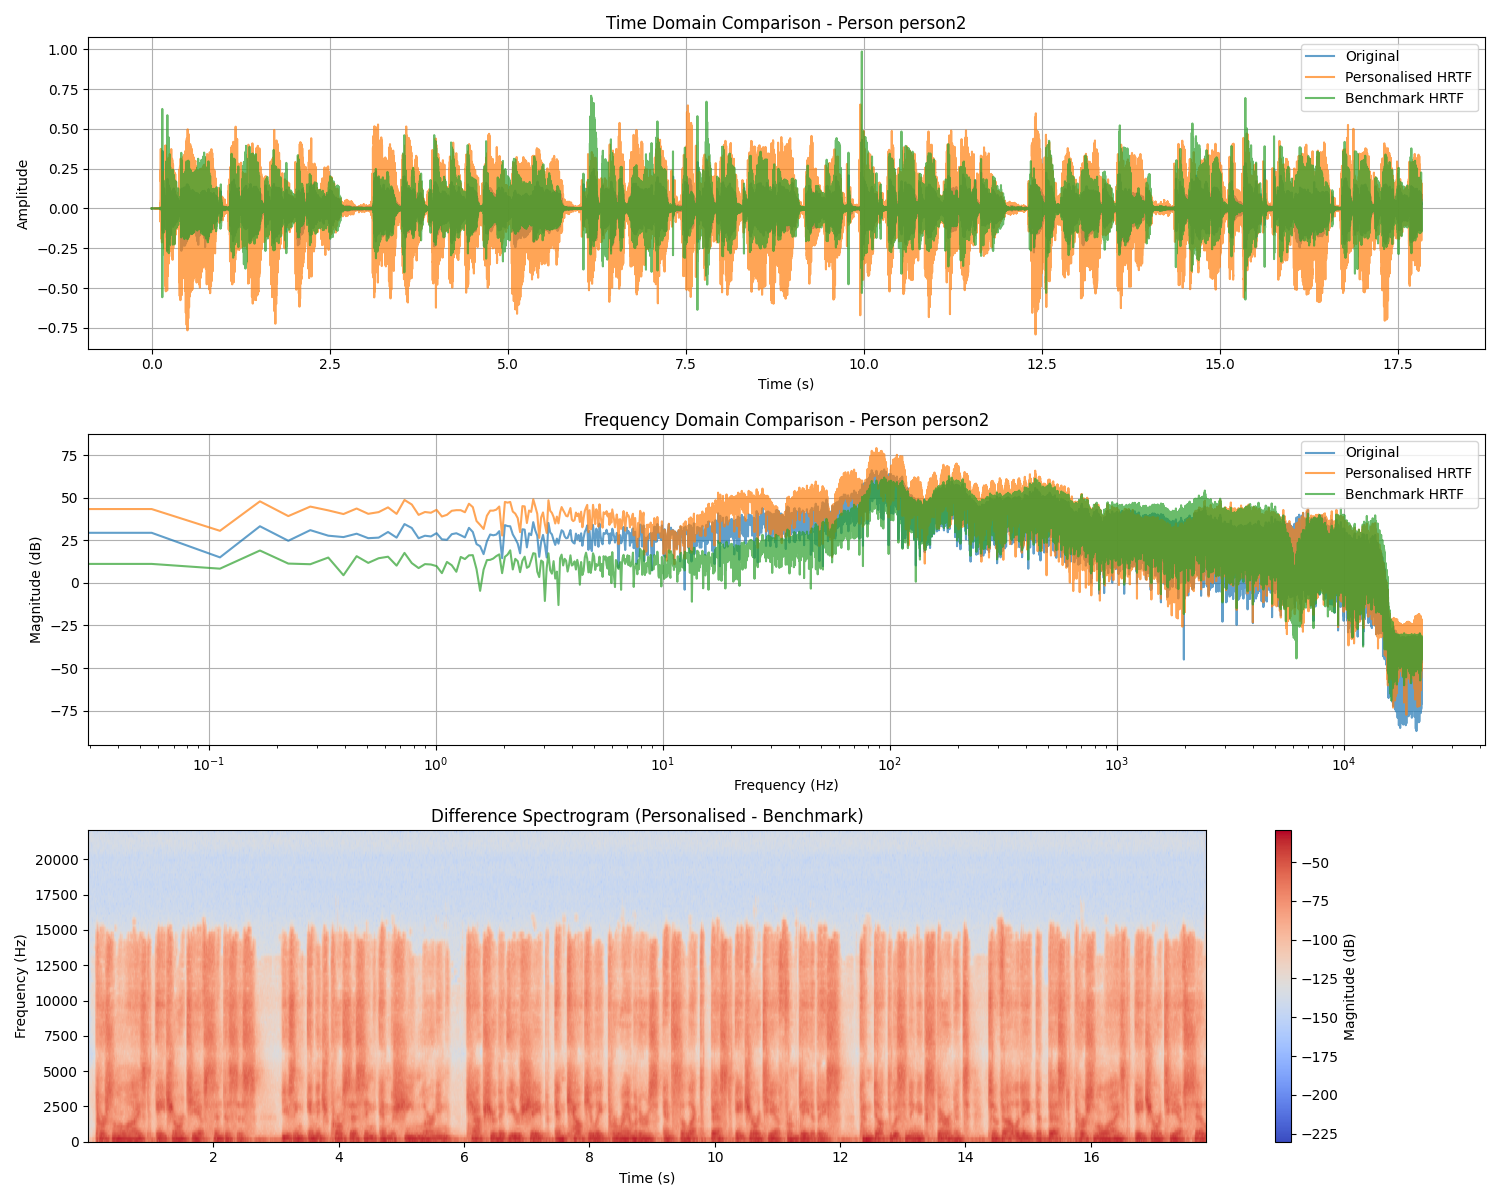 Time Domain Comparison - Person person2
1.00
0.75
0.50
0.25
0.00
−0.25
−0.50
−0.75
Amplitude
Original
Personalised HRTF
Benchmark HRTF
0.0 2.5 5.0 7.5 10.0 12.5 15.0 17.5
Time (s)
Frequency Domain Comparison - Person person2
75
50
25
0
−25
−50
−75
Magnitude (dB)
Original
Personalised HRTF
Benchmark HRTF
10⁻¹ 10⁰ 10¹ 10² 10³ 10⁴
Frequency (Hz)
Difference Spectrogram (Personalised - Benchmark)
20000
17500
15000
12500
10000
7500
5000
2500
0
Frequency (Hz)
2 4 6 8 10 12 14 16
Time (s)
−50
−75
−100
−125
−150
−175
−200
−225
Magnitude (dB)